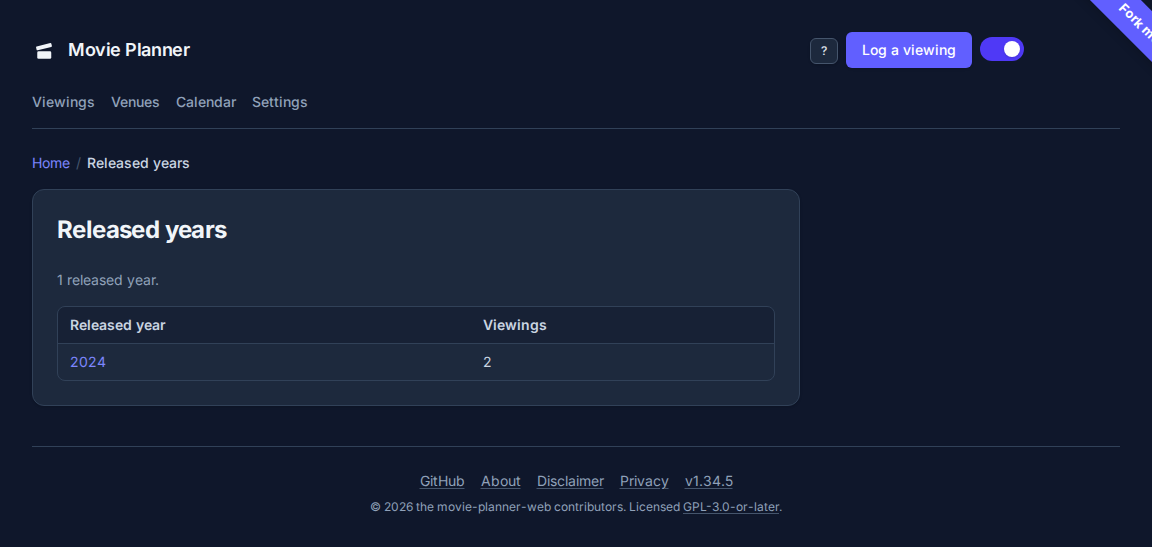 Movie Planner
?
Log a viewing
Fork m
Viewings Venues Calendar Settings
Home / Released years
Released years
1 released year.
Released year Viewings
2024 2
GitHub About Disclaimer Privacy v1.34.5
© 2026 the movie-planner-web contributors. Licensed GPL-3.0-or-later.